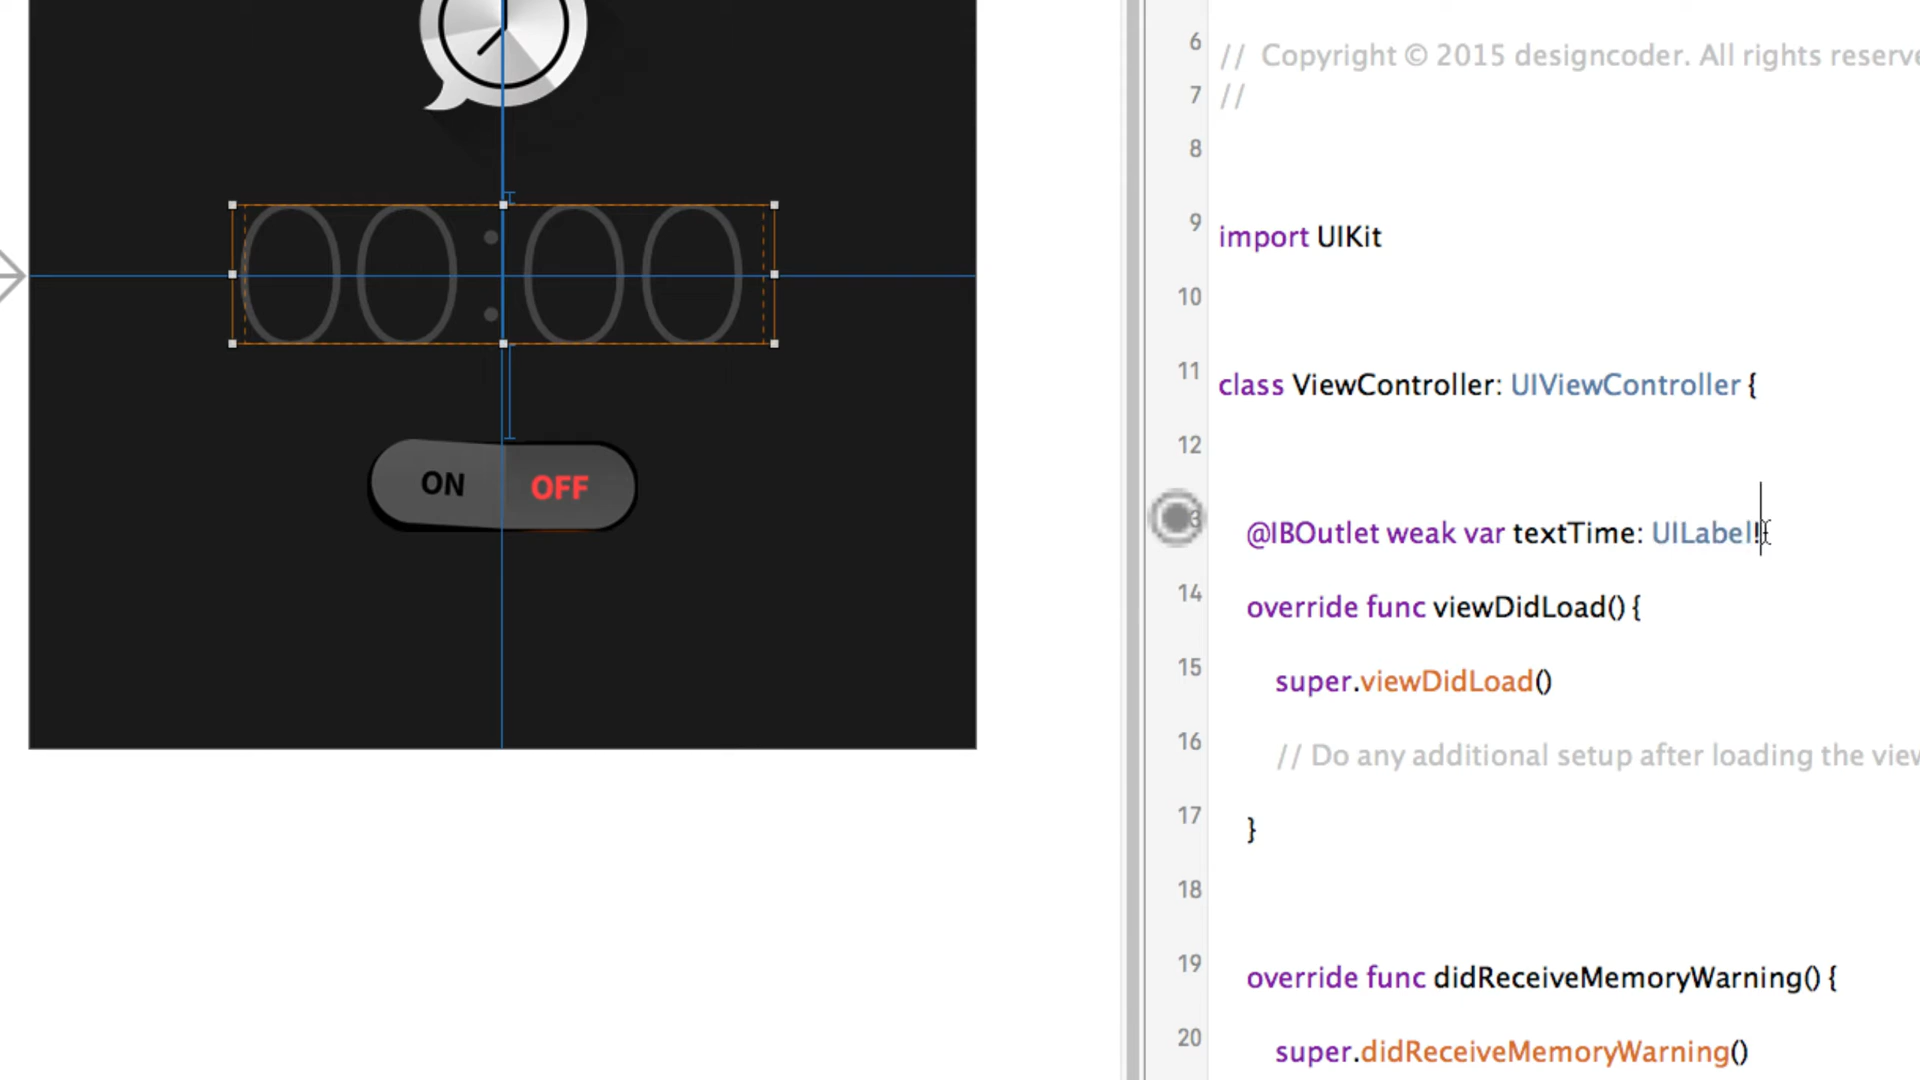 00:00
ON OFF
6 // Copyright © 2015 designcoder. All rights reserve
7 //
8
9 import UIKit
10
11 class ViewController: UIViewController {
12
3 @IBOutlet weak var textTime: UILabel!
14 override func viewDidLoad() {
15 super.viewDidLoad()
16 // Do any additional setup after loading the view
17 }
18
19 override func didReceiveMemoryWarning() {
20 super.didReceiveMemoryWarning()